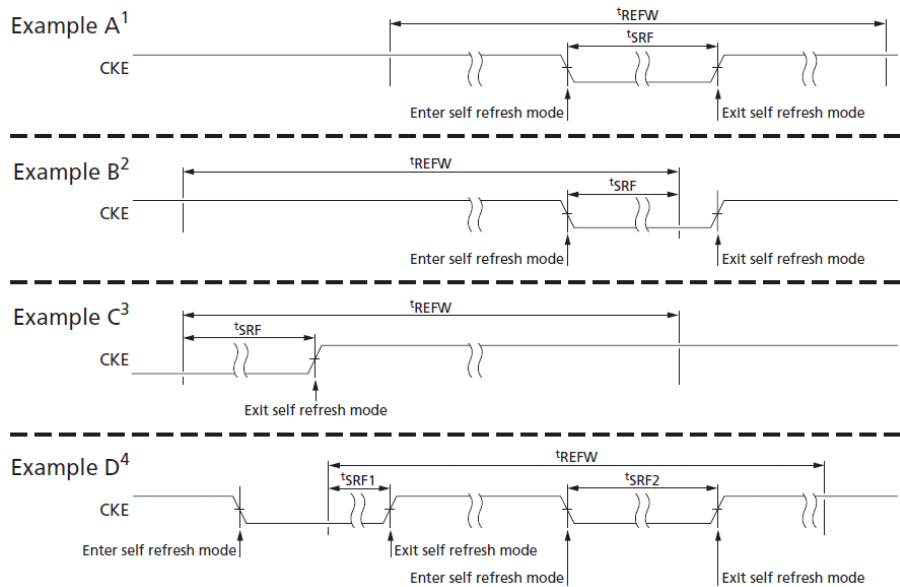 Example A¹
tREFW
tSRF
CKE
Enter self refresh mode
Exit self refresh mode
Example B²
tREFW
tSRF
CKE
Enter self refresh mode
Exit self refresh mode
Example C³
tREFW
tSRF
CKE
Exit self refresh mode
Example D⁴
tREFW
tSRF1
tSRF2
CKE
Enter self refresh mode
Exit self refresh mode
Enter self refresh mode
Exit self refresh mode